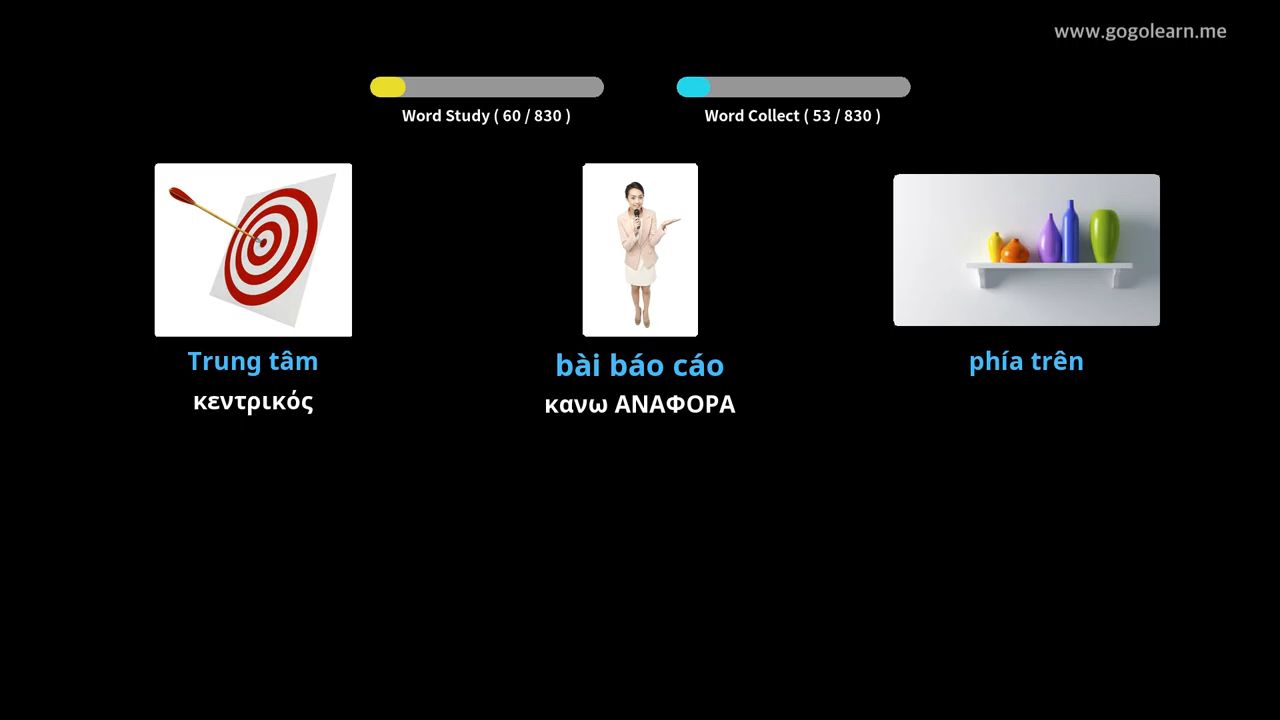 www.gogolearn.me
Word Study ( 60 / 830 )
Word Collect ( 53 / 830 )
Trung tâm
κεντρικός
bài báo cáo
κανω ΑΝΑΦΟΡΑ
phía trên